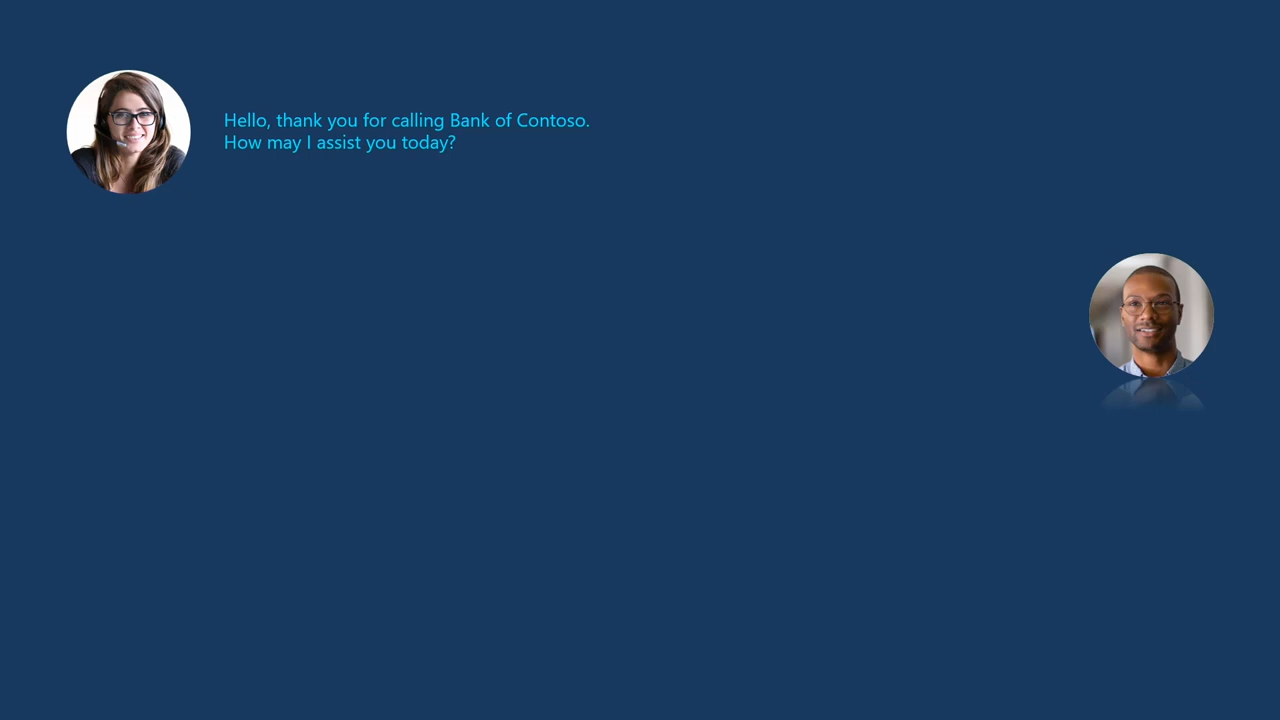 Hello, thank you for calling Bank of Contoso.
How may I assist you today?